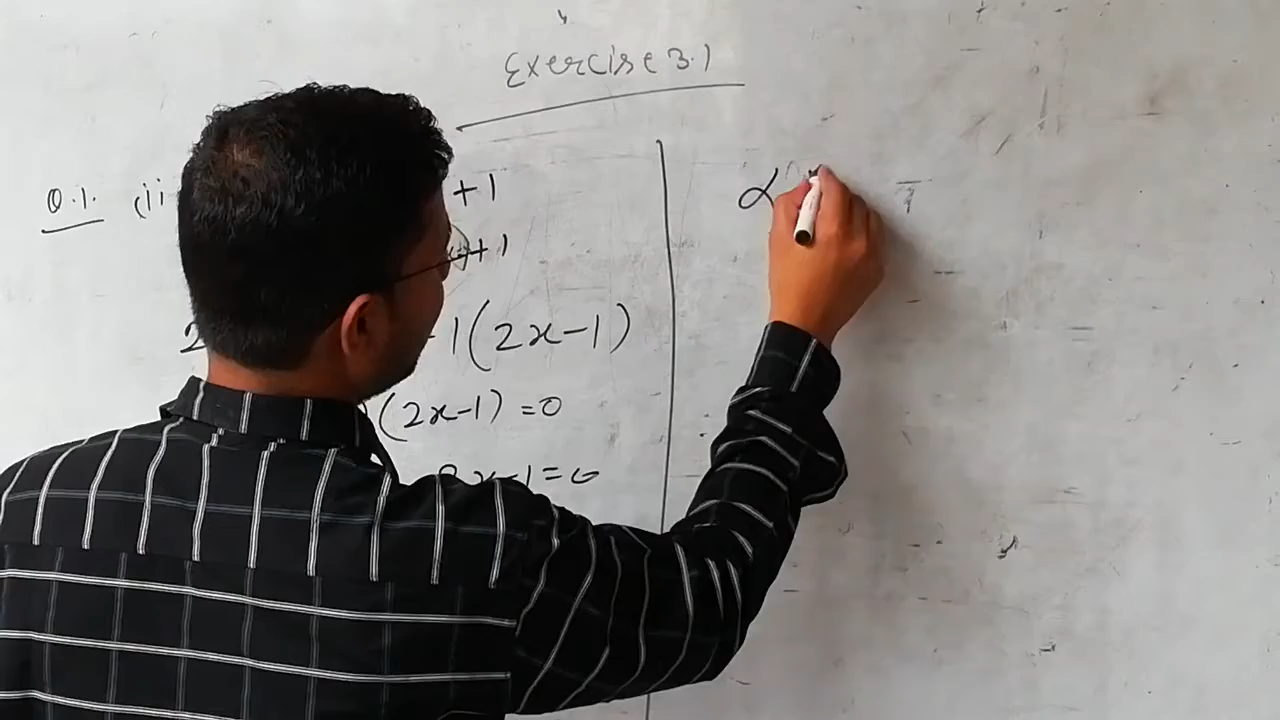 Exercise 3.1
Q.1. (ii
+1
+1
2
-1(2x-1)
)(2x-1) =0
2x-1=0
α